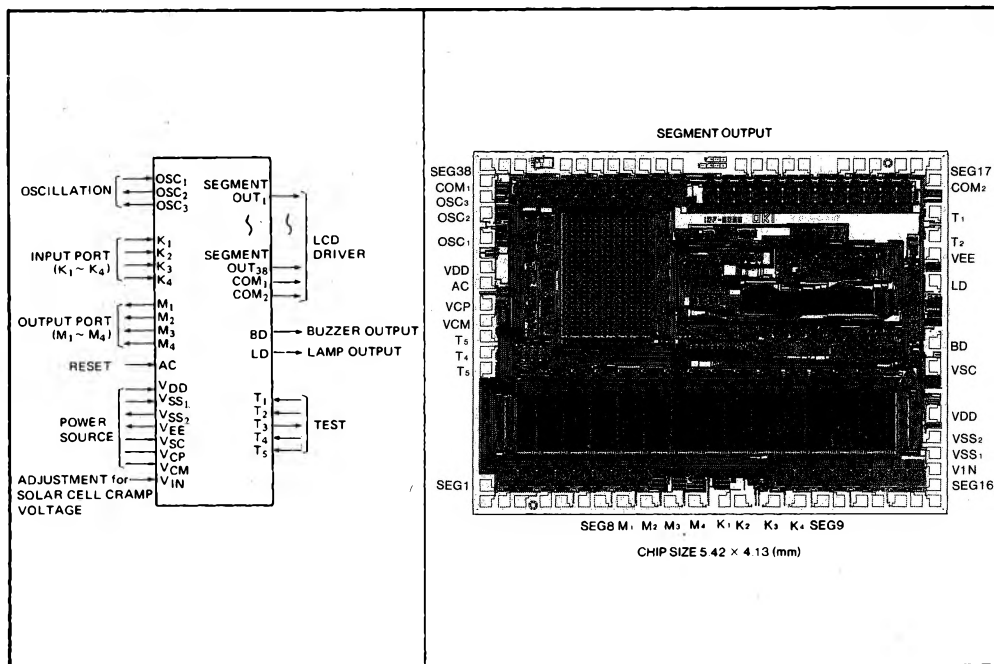 OSCILLATION
OSC₁
OSC₂
OSC₃
INPUT PORT
(K₁ ~ K₄)
K₁
K₂
K₃
K₄
OUTPUT PORT
(M₁ ~ M₄)
M₁
M₂
M₃
M₄
RESET
AC
POWER
SOURCE
VDD
VSS₁
VSS₂
VEE
VSC
VCP
VCM
VIN
ADJUSTMENT for
SOLAR CELL CRAMP
VOLTAGE
SEGMENT
OUT₁
SEGMENT
OUT₃₈
COM₁
COM₂
LCD
DRIVER
BD
BUZZER OUTPUT
LD
LAMP OUTPUT
T₁
T₂
T₃
T₄
T₅
TEST
SEGMENT OUTPUT
SEG38
COM₁
OSC₃
OSC₂
OSC₁
VDD
AC
VCP
VCM
T₅
T₄
T₅
SEG1
OKI
SEG17
COM₂
T₁
T₂
VEE
LD
BD
VSC
VDD
VSS₂
VSS₁
V1N
SEG16
SEG8 M₁ M₂ M₃ M₄ K₁ K₂ K₃ K₄ SEG9
CHIP SIZE 5.42 × 4.13 (mm)